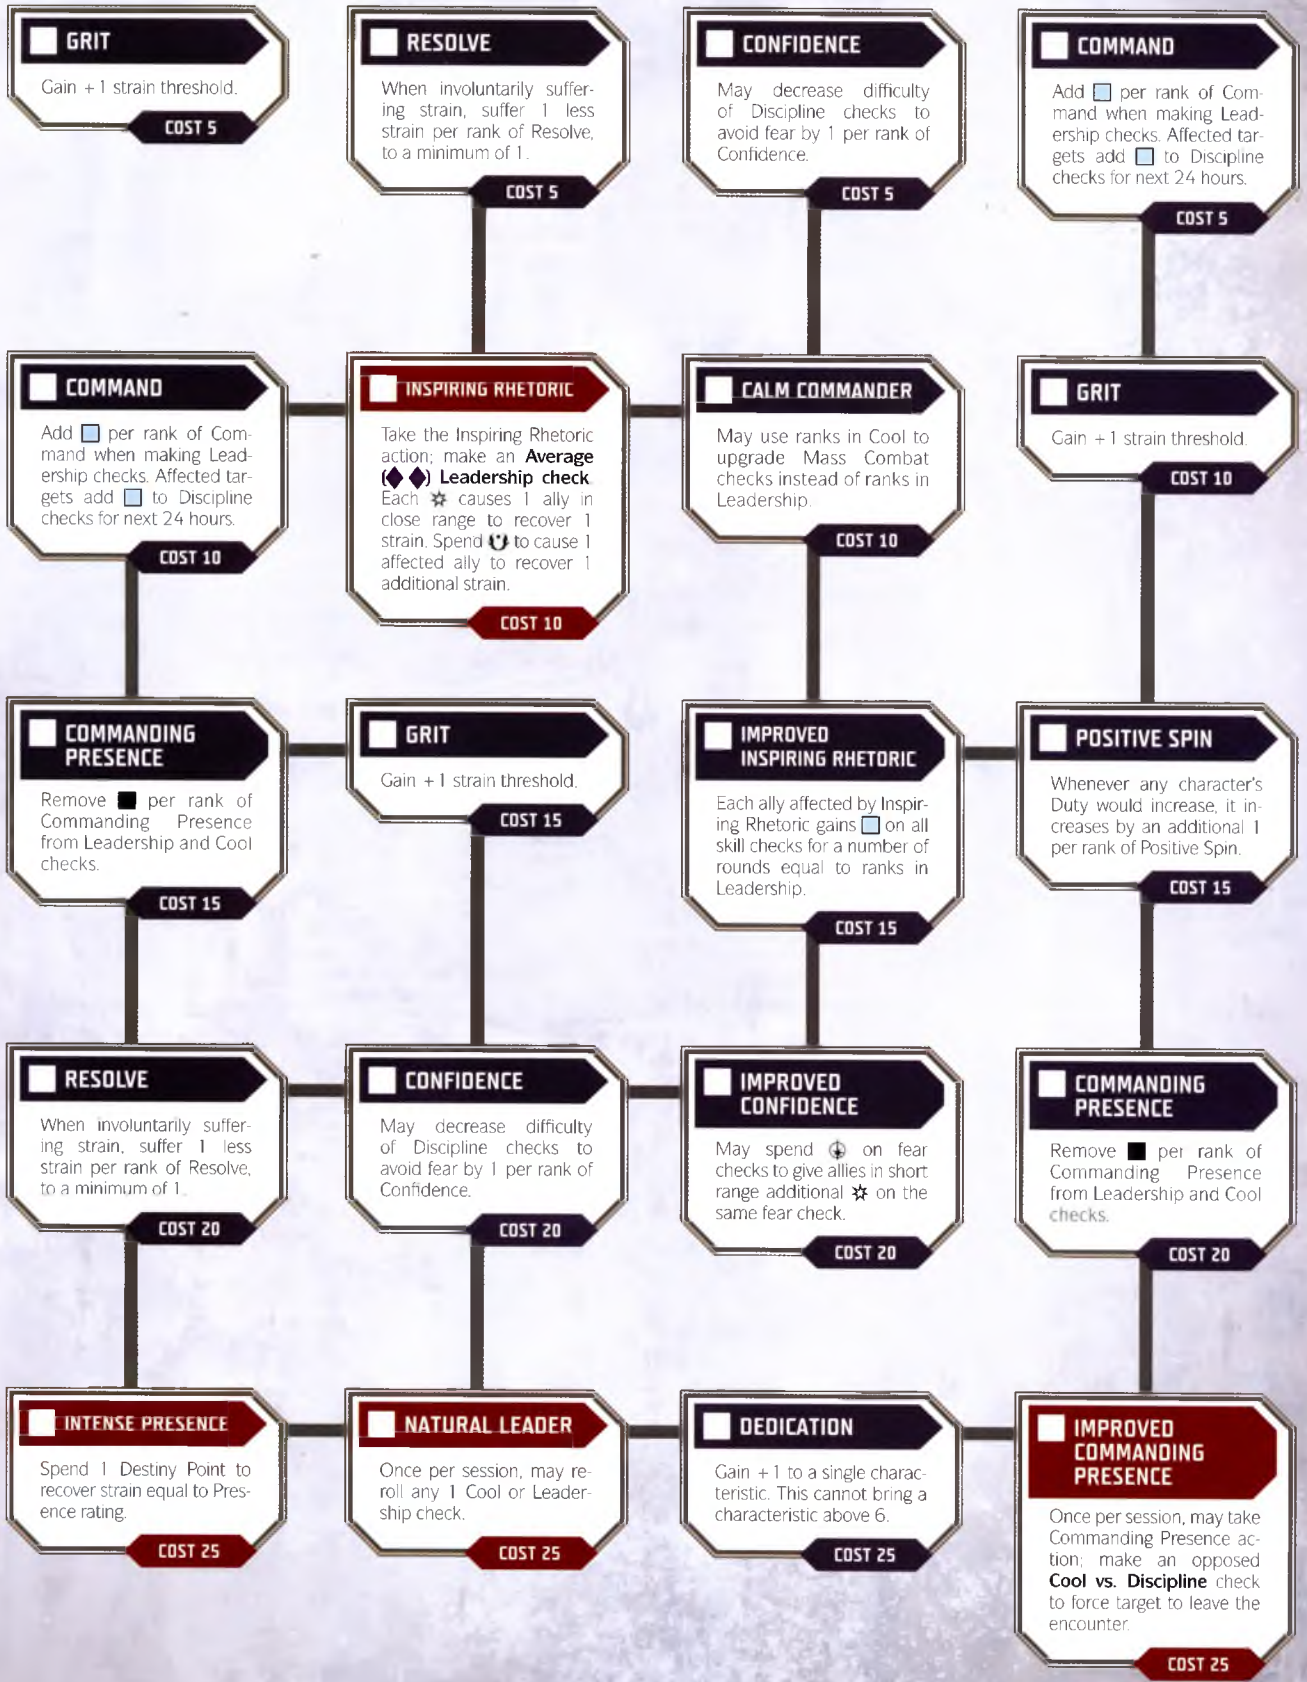 GRIT
Gain +1 strain threshold.
COST 5
RESOLVE
When involuntarily suffer-
ing strain, suffer 1 less
strain per rank of Resolve,
to a minimum of 1.
COST 5
CONFIDENCE
May decrease difficulty
of Discipline checks to
avoid fear by 1 per rank of
Confidence.
COST 5
COMMAND
Add per rank of Com-
mand when making Lead-
ership checks. Affected tar-
gets add to Discipline
checks for next 24 hours.
COST 5
COMMAND
Add per rank of Com-
mand when making Lead-
ership checks. Affected tar-
gets add to Discipline
checks for next 24 hours.
COST 10
INSPIRING RHETORIC
Take the Inspiring Rhetoric
action; make an Average
(◆ ◆) Leadership check
Each causes 1 ally in
close range to recover 1
strain. Spend to cause 1
affected ally to recover 1
additional strain.
COST 10
CALM COMMANDER
May use ranks in Cool to
upgrade Mass Combat
checks instead of ranks in
Leadership.
COST 10
GRIT
Gain +1 strain threshold.
COST 10
COMMANDING
PRESENCE
Remove per rank of
Commanding Presence
from Leadership and Cool
checks.
COST 15
GRIT
Gain +1 strain threshold.
COST 15
IMPROVED
INSPIRING RHETORIC
Each ally affected by Inspir-
ing Rhetoric gains on all
skill checks for a number of
rounds equal to ranks in
Leadership.
COST 15
POSITIVE SPIN
Whenever any character's
Duty would increase, it in-
creases by an additional 1
per rank of Positive Spin.
COST 15
RESOLVE
When involuntarily suffer-
ing strain, suffer 1 less
strain per rank of Resolve,
to a minimum of 1.
COST 20
CONFIDENCE
May decrease difficulty
of Discipline checks to
avoid fear by 1 per rank of
Confidence.
COST 20
IMPROVED
CONFIDENCE
May spend on fear
checks to give allies in short
range additional on the
same fear check.
COST 20
COMMANDING
PRESENCE
Remove per rank of
Commanding Presence
from Leadership and Cool
checks.
COST 20
INTENSE PRESENCE
Spend 1 Destiny Point to
recover strain equal to Pres-
ence rating.
COST 25
NATURAL LEADER
Once per session, may re-
roll any 1 Cool or Leader-
ship check.
COST 25
DEDICATION
Gain +1 to a single charac-
teristic. This cannot bring a
characteristic above 6.
COST 25
IMPROVED
COMMANDING
PRESENCE
Once per session, may take
Commanding Presence ac-
tion; make an opposed
Cool vs. Discipline check
to force target to leave the
encounter.
COST 25